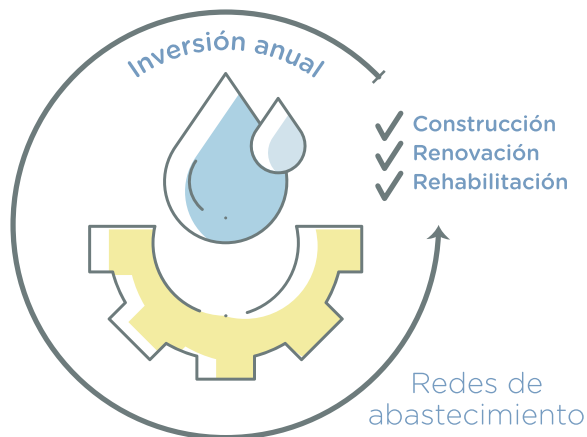 Inversión anual
Construcción
Renovación
Rehabilitación
Redes de
abastecimiento